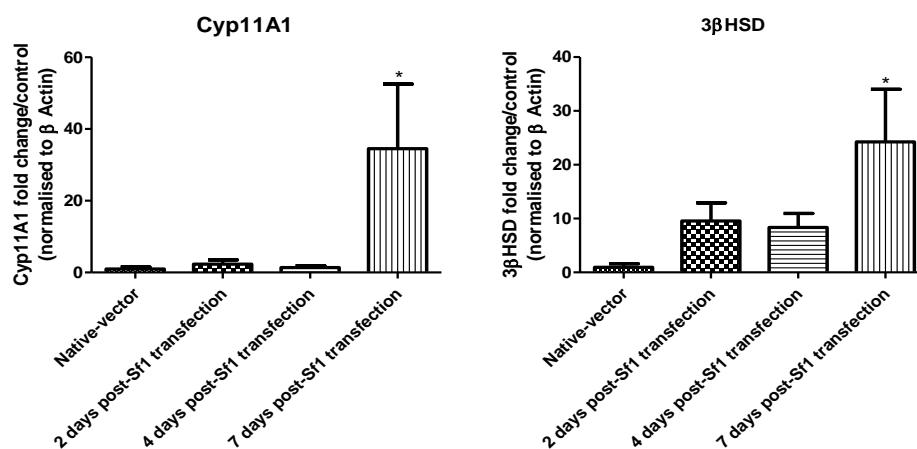 Cyp11A1
Cyp11A1 fold change/control
(normalised to β Actin)
60
40
20
0
*
Native-vector
2 days post-Sf1 transfection
4 days post-Sf1 transfection
7 days post-Sf1 transfection
3βHSD
3βHSD fold change/control
(normalised to β Actin)
40
30
20
10
0
*
Native-vector
2 days post-Sf1 transfection
4 days post-Sf1 transfection
7 days post-Sf1 transfection